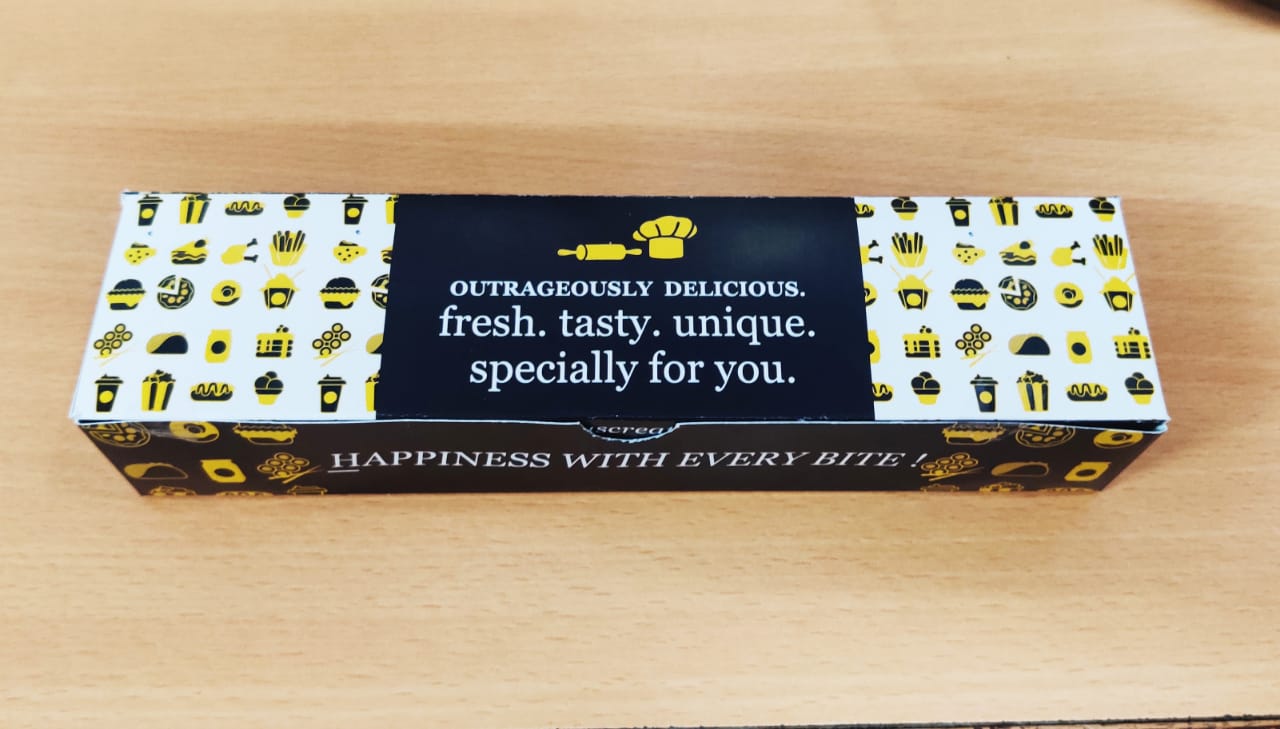 OUTRAGEOUSLY DELICIOUS.
fresh. tasty. unique.
specially for you.
HAPPINESS WITH EVERY BITE !